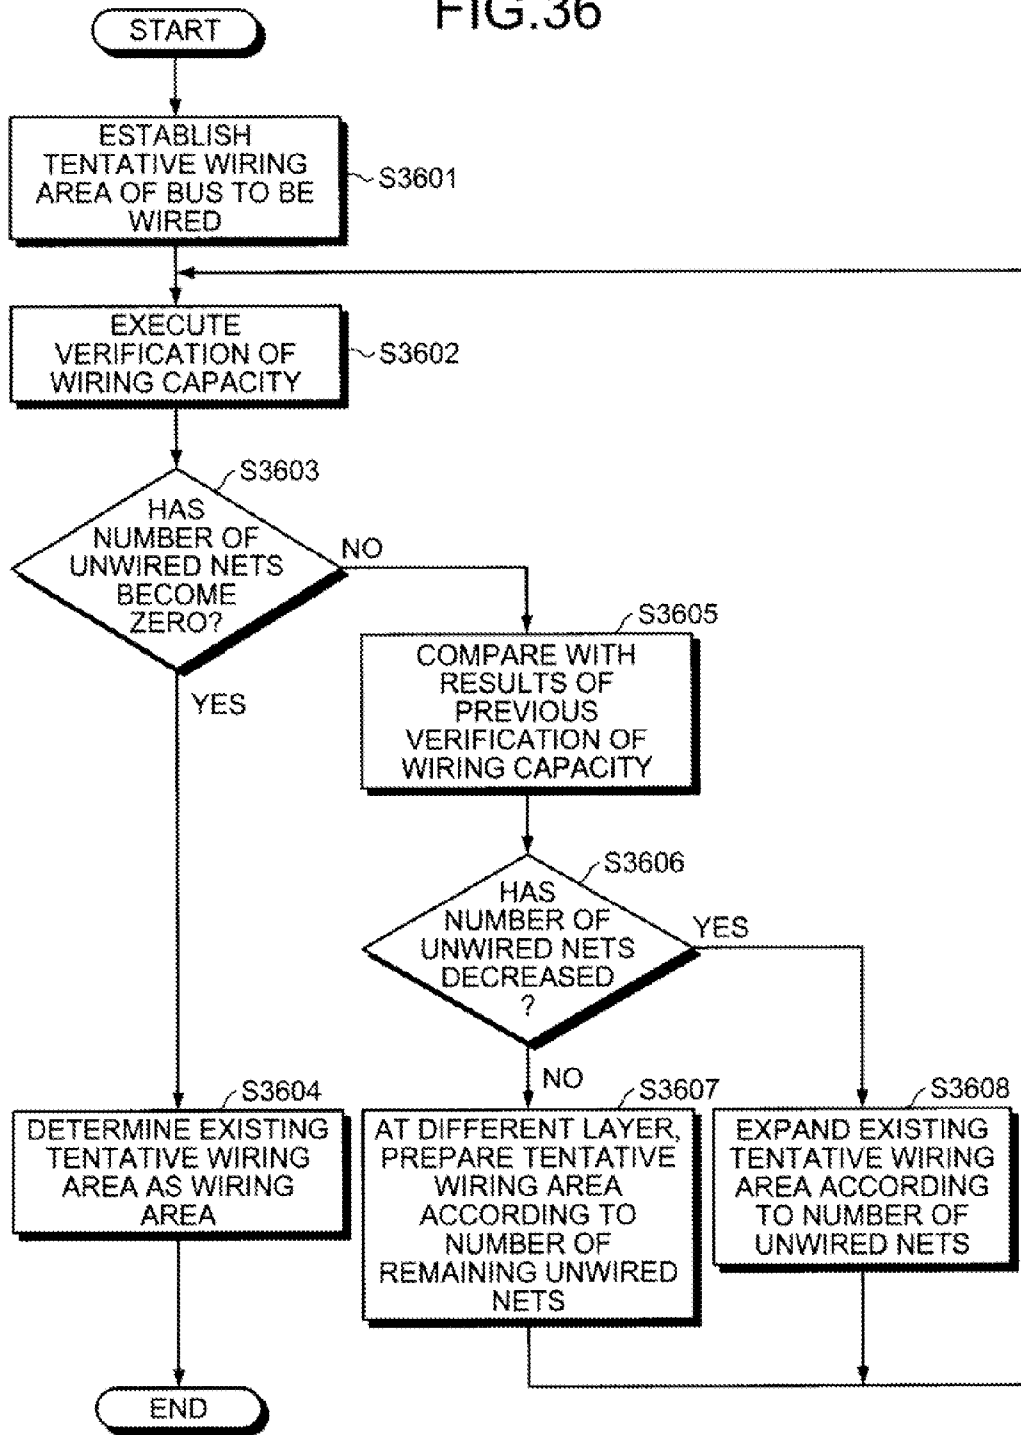 FIG.36
START
ESTABLISH
TENTATIVE WIRING
AREA OF BUS TO BE
WIRED
S3601
EXECUTE
VERIFICATION OF
WIRING CAPACITY
S3602
S3603
HAS
NUMBER OF
UNWIRED NETS
BECOME
ZERO?
NO
YES
S3605
COMPARE WITH
RESULTS OF
PREVIOUS
VERIFICATION OF
WIRING CAPACITY
S3606
HAS
NUMBER OF
UNWIRED NETS
DECREASED
?
YES
NO
S3604
DETERMINE EXISTING
TENTATIVE WIRING
AREA AS WIRING
AREA
S3607
AT DIFFERENT LAYER,
PREPARE TENTATIVE
WIRING AREA
ACCORDING TO
NUMBER OF
REMAINING UNWIRED
NETS
S3608
EXPAND EXISTING
TENTATIVE WIRING
AREA ACCORDING
TO NUMBER OF
UNWIRED NETS
END